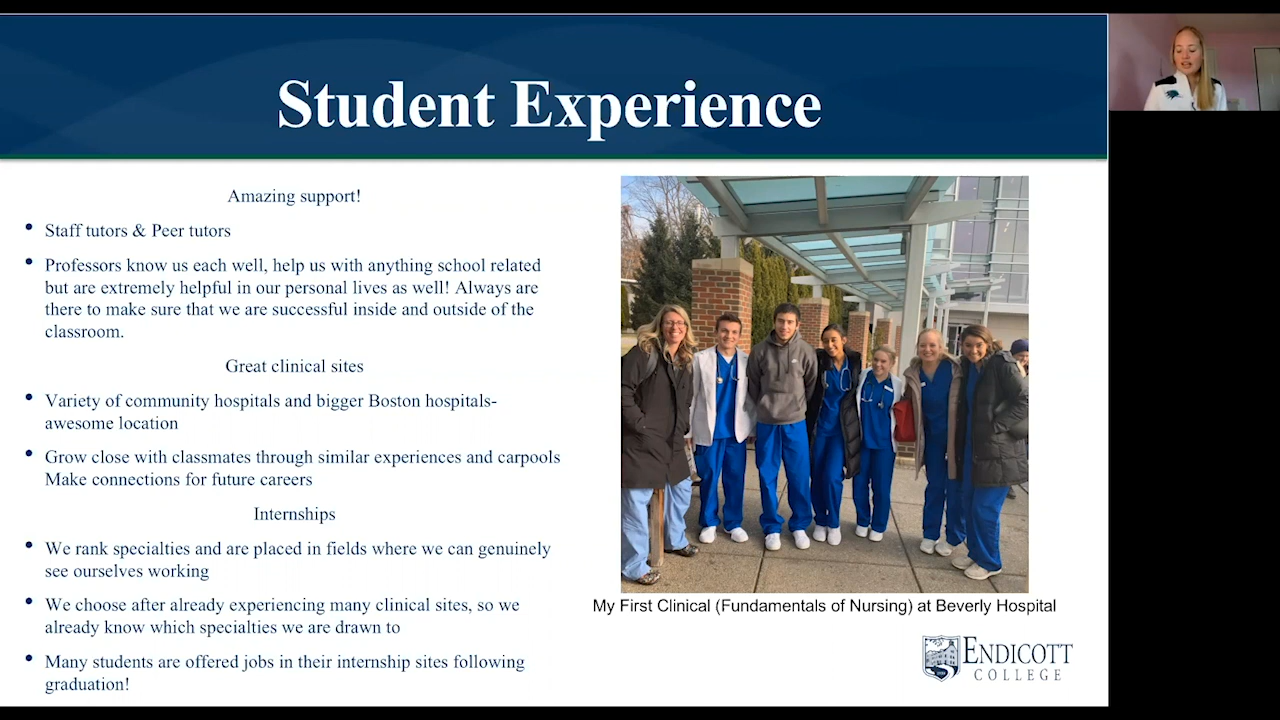 Student Experience
Amazing support!
• Staff tutors & Peer tutors
• Professors know us each well, help us with anything school related
but are extremely helpful in our personal lives as well! Always are
there to make sure that we are successful inside and outside of the
classroom.
Great clinical sites
• Variety of community hospitals and bigger Boston hospitals-
awesome location
• Grow close with classmates through similar experiences and carpools
Make connections for future careers
Internships
• We rank specialties and are placed in fields where we can genuinely
see ourselves working
• We choose after already experiencing many clinical sites, so we
already know which specialties we are drawn to
• Many students are offered jobs in their internship sites following
graduation!
My First Clinical (Fundamentals of Nursing) at Beverly Hospital
ENDICOTT
COLLEGE